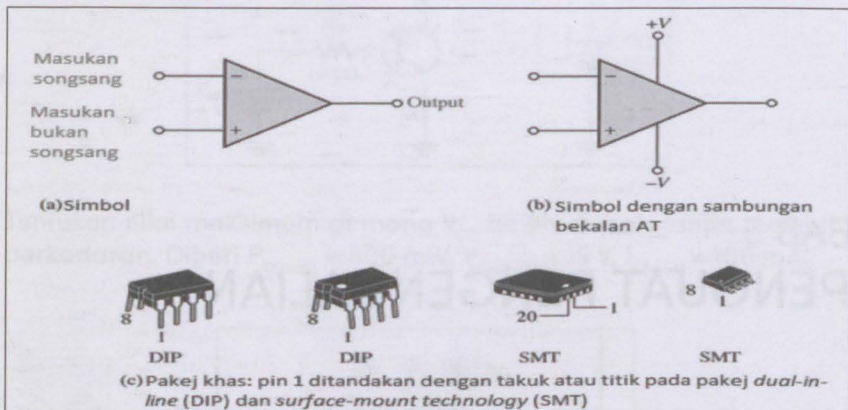 +V
Masukan
songsang
−
−
Output
Masukan
bukan
songsang
+
+
−V
(a) Simbol
(b) Simbol dengan sambungan
bekalan AT
8
1
DIP
8
1
DIP
20
1
SMT
8
1
SMT
(c) Pakej khas: pin 1 ditandakan dengan takuk atau titik pada pakej dual-in-
line (DIP) dan surface-mount technology (SMT)